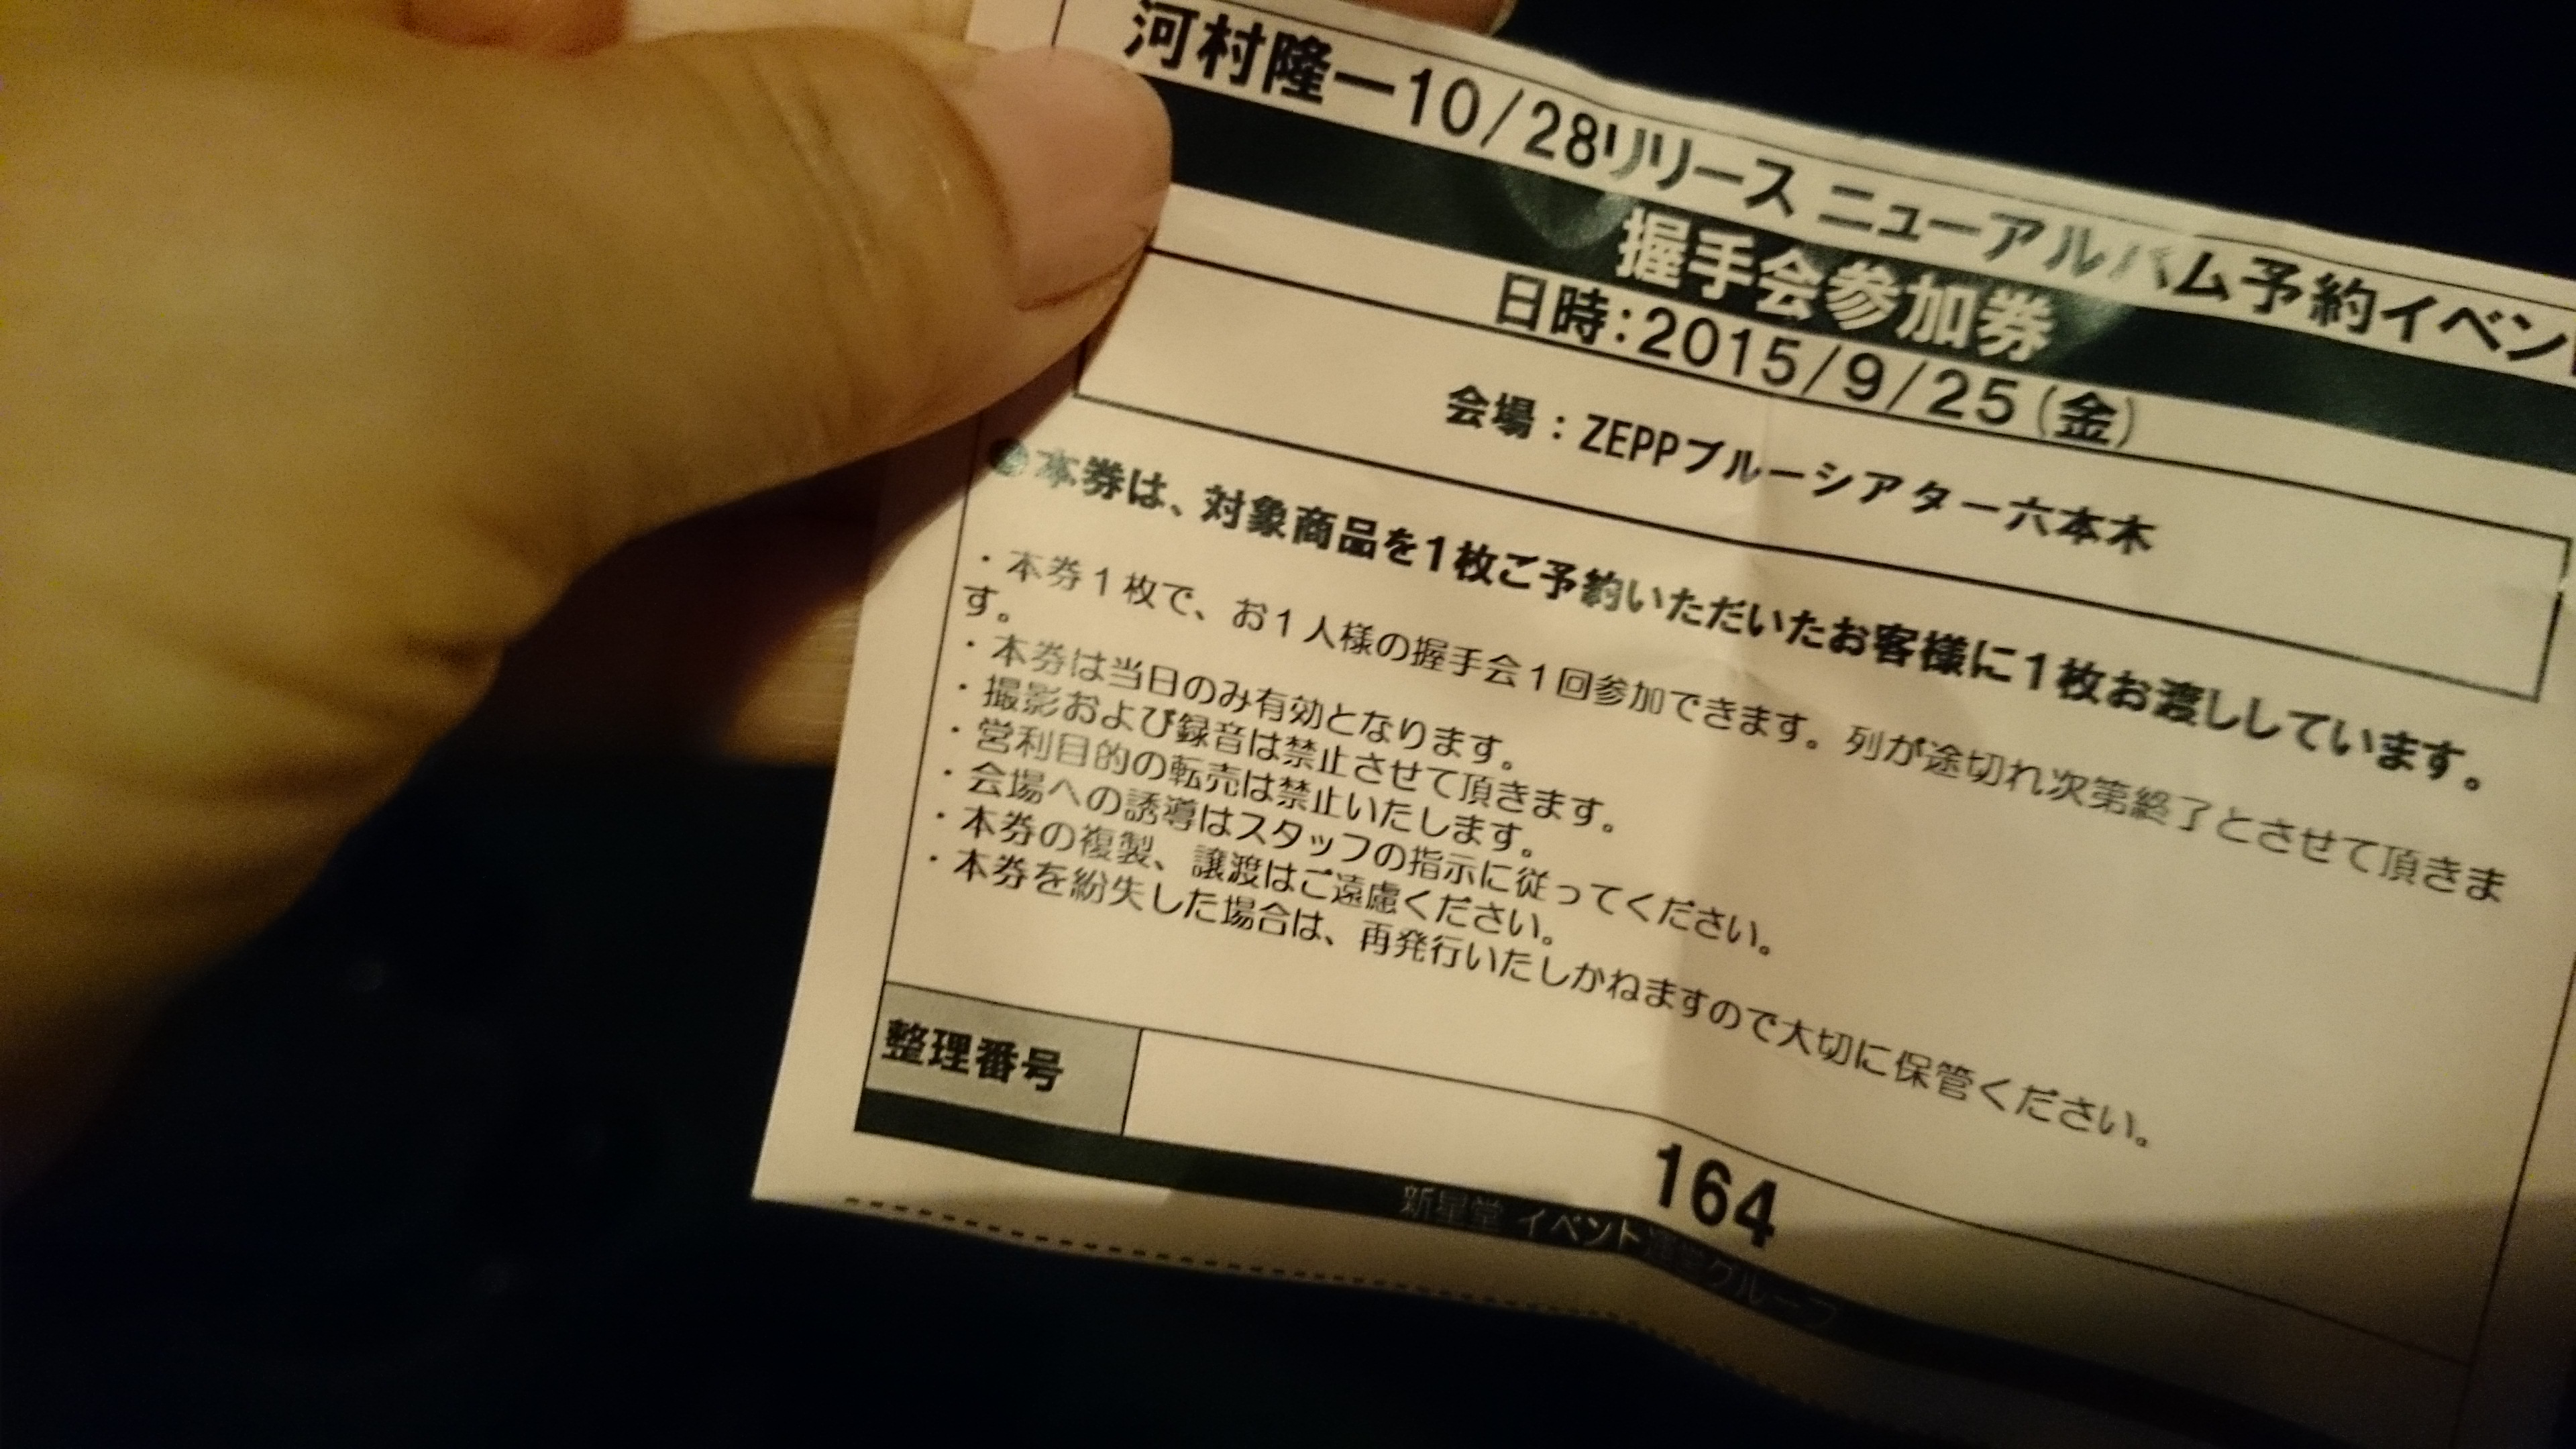 河村隆一10/28リリース ニューアルバム予約イベント
握手会参加券
日時:2015/9/25(金)
会場：ZEPPブルーシアター六本木
●本券は、対象商品を1枚ご予約いただいたお客様に1枚お渡ししています。
・本券1枚で、お1人様の握手会1回参加できます。列が途切れ次第終了とさせて頂きま
す。
・本券は当日のみ有効となります。
・撮影および録音は禁止させて頂きます。
・営利目的の転売は禁止いたします。
・会場への誘導はスタッフの指示に従ってください。
・本券の複製、譲渡はご遠慮ください。
・本券を紛失した場合は、再発行いたしかねますので大切に保管ください。
整理番号
164
新星堂 イベント運営グループ